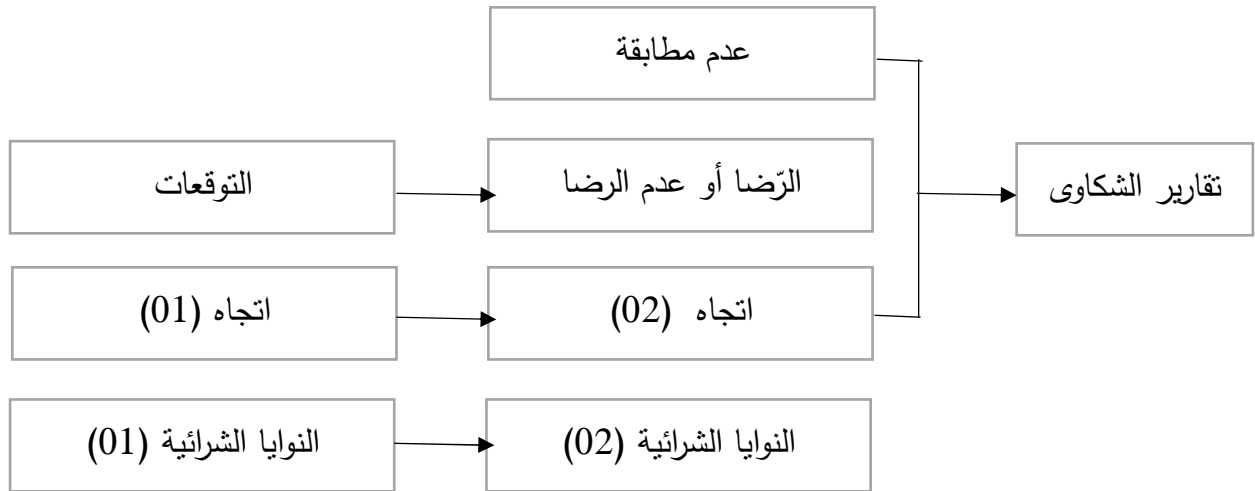 عدم مطابقة
الرّضا أو عدم الرضا
التوقعات
تقارير الشكاوى
اتجاه (02)
اتجاه (01)
النوايا الشرائية (02)
النوايا الشرائية (01)